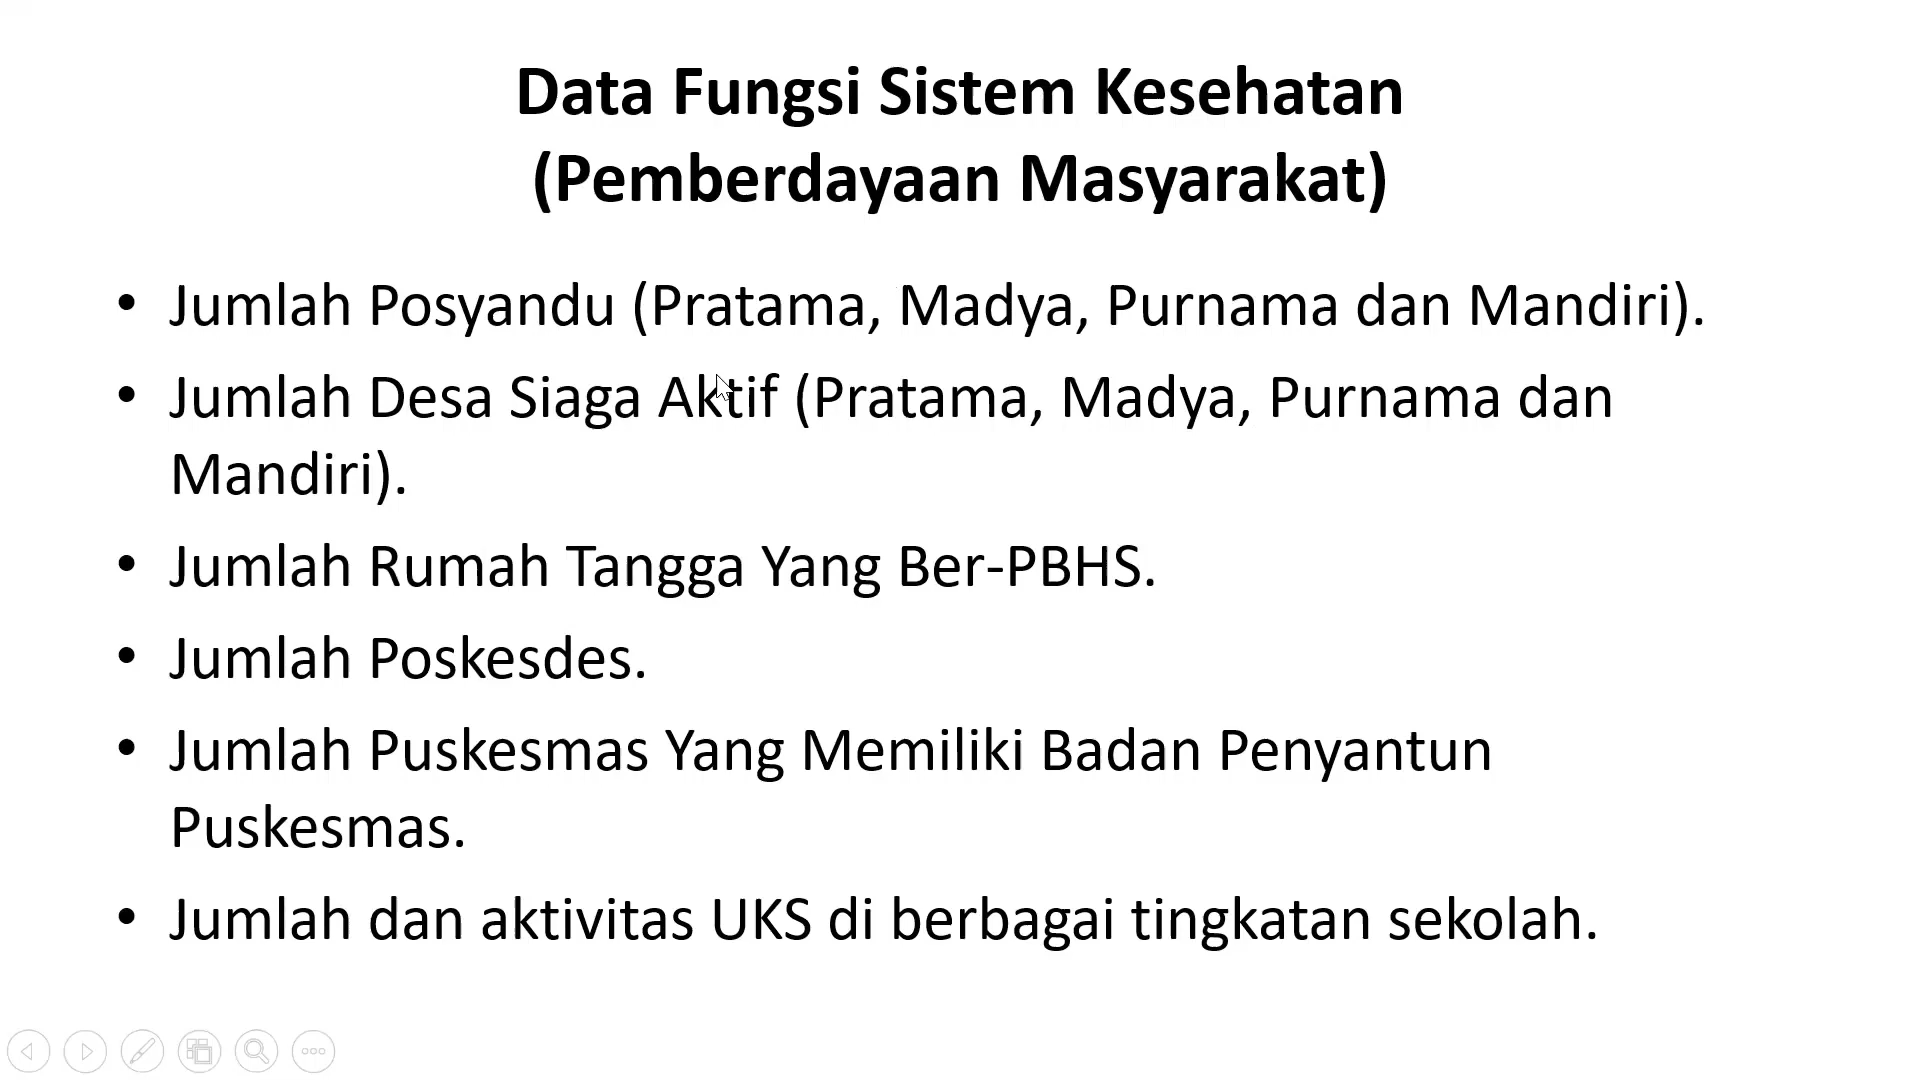 Data Fungsi Sistem Kesehatan
(Pemberdayaan Masyarakat)
• Jumlah Posyandu (Pratama, Madya, Purnama dan Mandiri).
• Jumlah Desa Siaga Aktif (Pratama, Madya, Purnama dan
Mandiri).
• Jumlah Rumah Tangga Yang Ber-PBHS.
• Jumlah Poskesdes.
• Jumlah Puskesmas Yang Memiliki Badan Penyantun
Puskesmas.
• Jumlah dan aktivitas UKS di berbagai tingkatan sekolah.